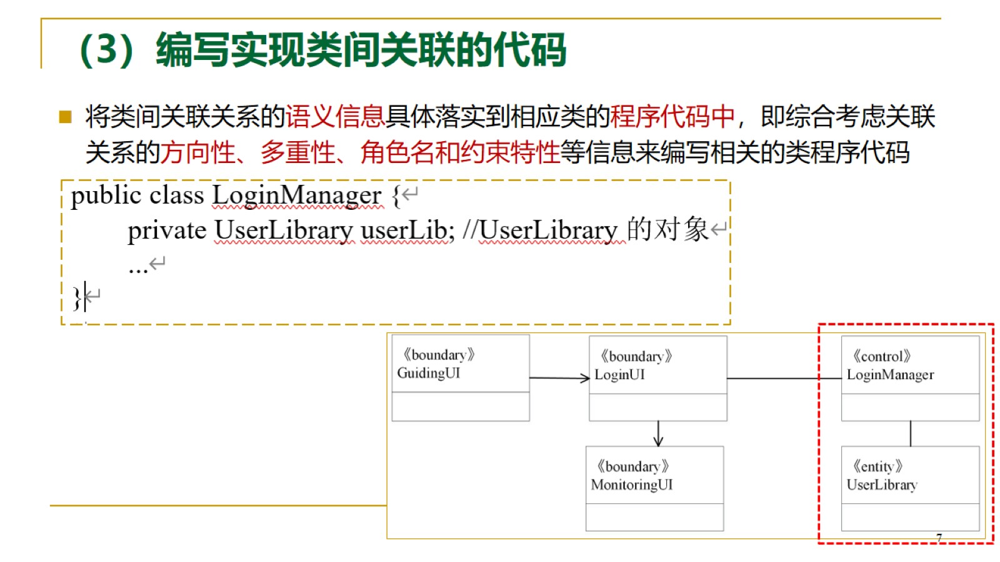 （3）编写实现类间关联的代码
将类间关联关系的语义信息具体落实到相应类的程序代码中，即综合考虑关联
关系的方向性、多重性、角色名和约束特性等信息来编写相关的类程序代码
public class LoginManager {↵
private UserLibrary userLib; //UserLibrary 的对象↵
...↵
}↵
《boundary》
GuidingUI
《boundary》
LoginUI
《control》
LoginManager
《boundary》
MonitoringUI
《entity》
UserLibrary
7